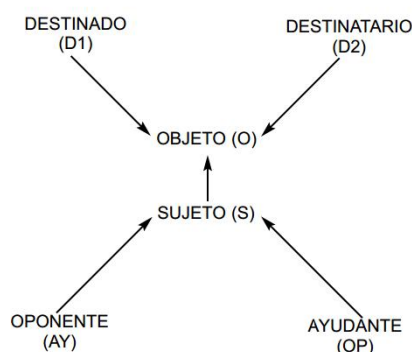 DESTINADO
(D1)
DESTINATARIO
(D2)
OBJETO (O)
SUJETO (S)
OPONENTE
(AY)
AYUDANTE
(OP)